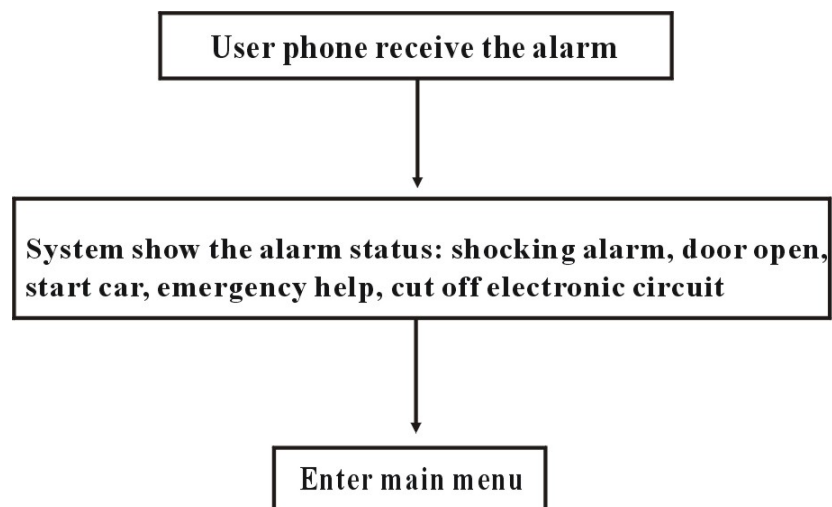 User phone receive the alarm
System show the alarm status: shocking alarm, door open,
start car, emergency help, cut off electronic circuit
Enter main menu